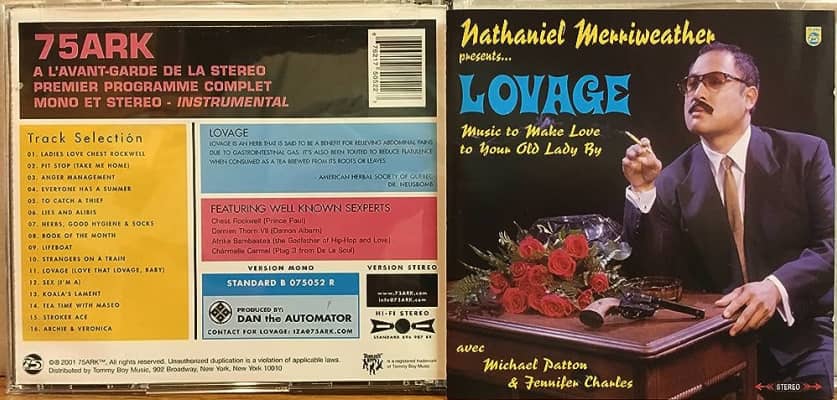 75ARK
A L'AVANT-GARDE DE LA STEREO
PREMIER PROGRAMME COMPLET
MONO ET STEREO - INSTRUMENTAL
Track Selectión
01. LADIES LOVE CHEST ROCKWELL
02. PIT STOP (TAKE ME HOME)
03. ANGER MANAGEMENT
04. EVERYONE HAS A SUMMER
05. TO CATCH A THIEF
06. LIES AND ALIBIS
07. HERBS, GOOD HYGIENE & SOCKS
08. BOOK OF THE MONTH
09. LIFEBOAT
10. STRANGERS ON A TRAIN
11. LOVAGE (LOVE THAT LOVAGE, BABY)
12. SEX (I'M A)
13. KOALA'S LAMENT
14. TEA TIME WITH MASEO
15. STROKER ACE
16. ARCHIE & VERONICA
LOVAGE
LOVAGE IS AN HERB THAT IS SAID TO BE A BENEFIT FOR RELIEVING ABDOMINAL PAINS
DUE TO GASTROINTESTINAL GAS. IT'S ALSO BEEN TOUTED TO REDUCE FLATULENCE
WHEN CONSUMED AS A TEA BREWED FROM ITS ROOTS OR LEAVES.
- AMERICAN HERBAL SOCIETY OF QUEBEC
DR. NEUSBOMB
FEATURING WELL KNOWN SEXPERTS
Chest Rockwell (Prince Paul)
Damien Thorn VII (Damon Albarn)
Afrika Bambaataa (the Godfather of Hip-Hop and Love)
Charmelle Carmel (Plug 3 from De La Soul)
VERSION MONO
STANDARD B 075052 R
PRODUCED BY:
DAN the AUTOMATOR
CONTACT FOR LOVAGE: IZA@75ARK.COM
VERSION STEREO
www.75ARK.com
info@75ARK.com
HI-FI STEREO
©℗ 2001 75ARK™, All rights reserved. Unauthorized duplication is a violation of applicable laws.
Distributed by Tommy Boy Music, 902 Broadway, New York, New York 10010
is a registered trademark
of Tommy Boy Music.
Nathaniel Merriweather
presents...
LOVAGE
Music to Make Love
to Your Old Lady By
avec
Michael Patton
& Jennifer Charles
STEREO